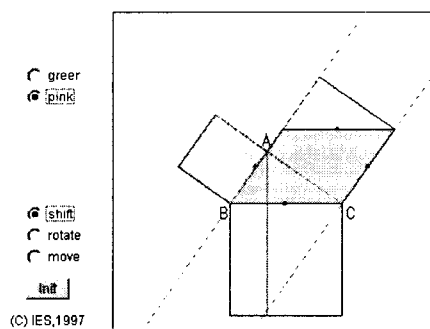 greer
pink
A
B
C
shift
rotate
move
Init
(C) IES,1997